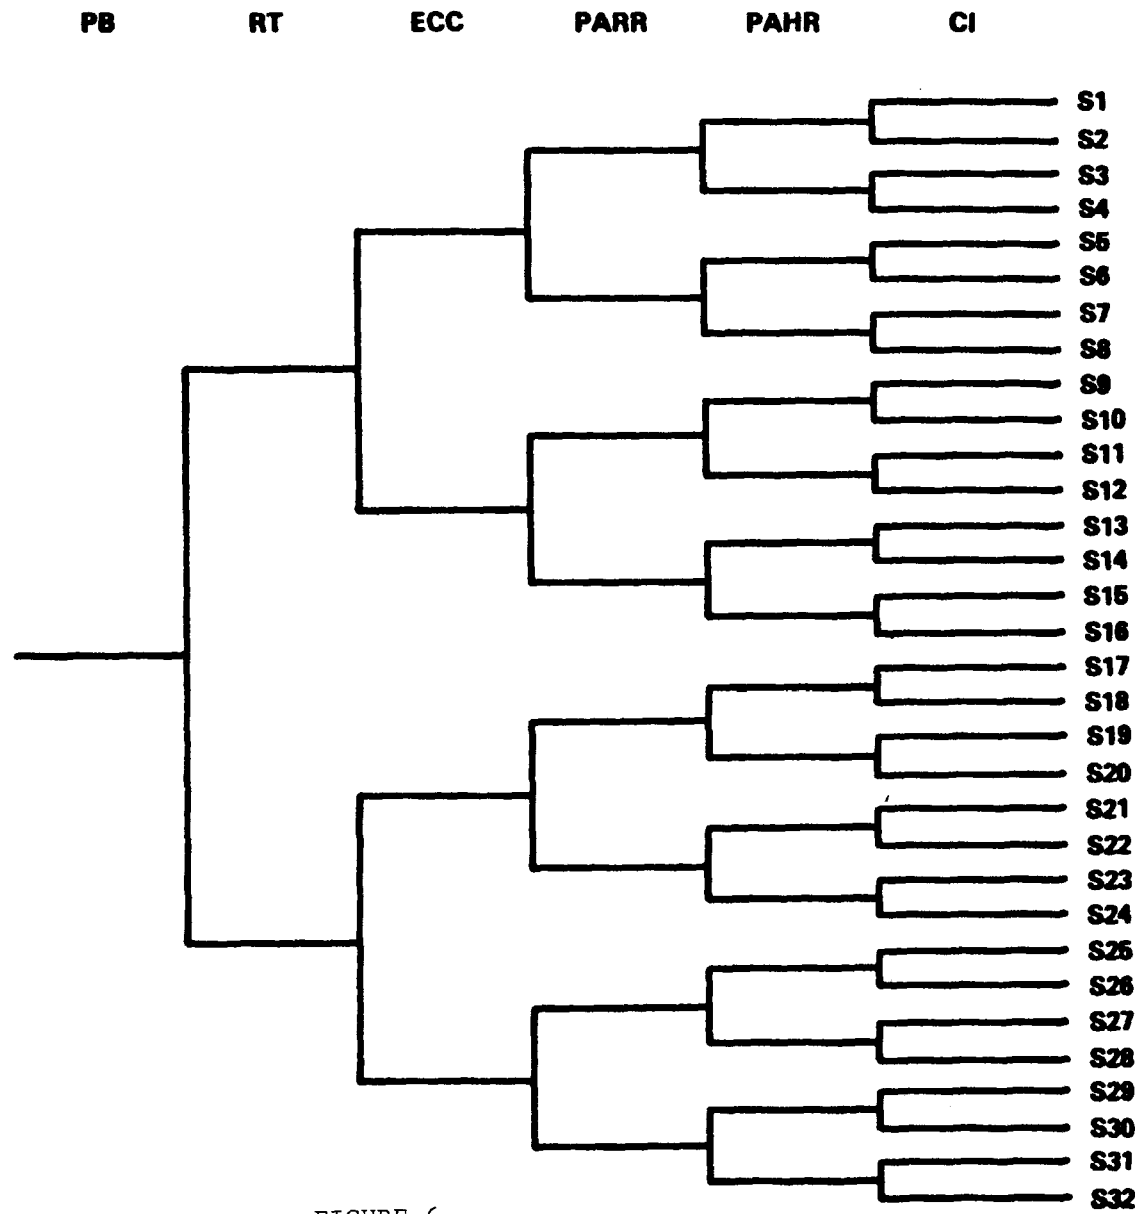 PB RT ECC PARR PAHR CI
S1
S2
S3
S4
S5
S6
S7
S8
S9
S10
S11
S12
S13
S14
S15
S16
S17
S18
S19
S20
S21
S22
S23
S24
S25
S26
S27
S28
S29
S30
S31
S32
FIGURE 6